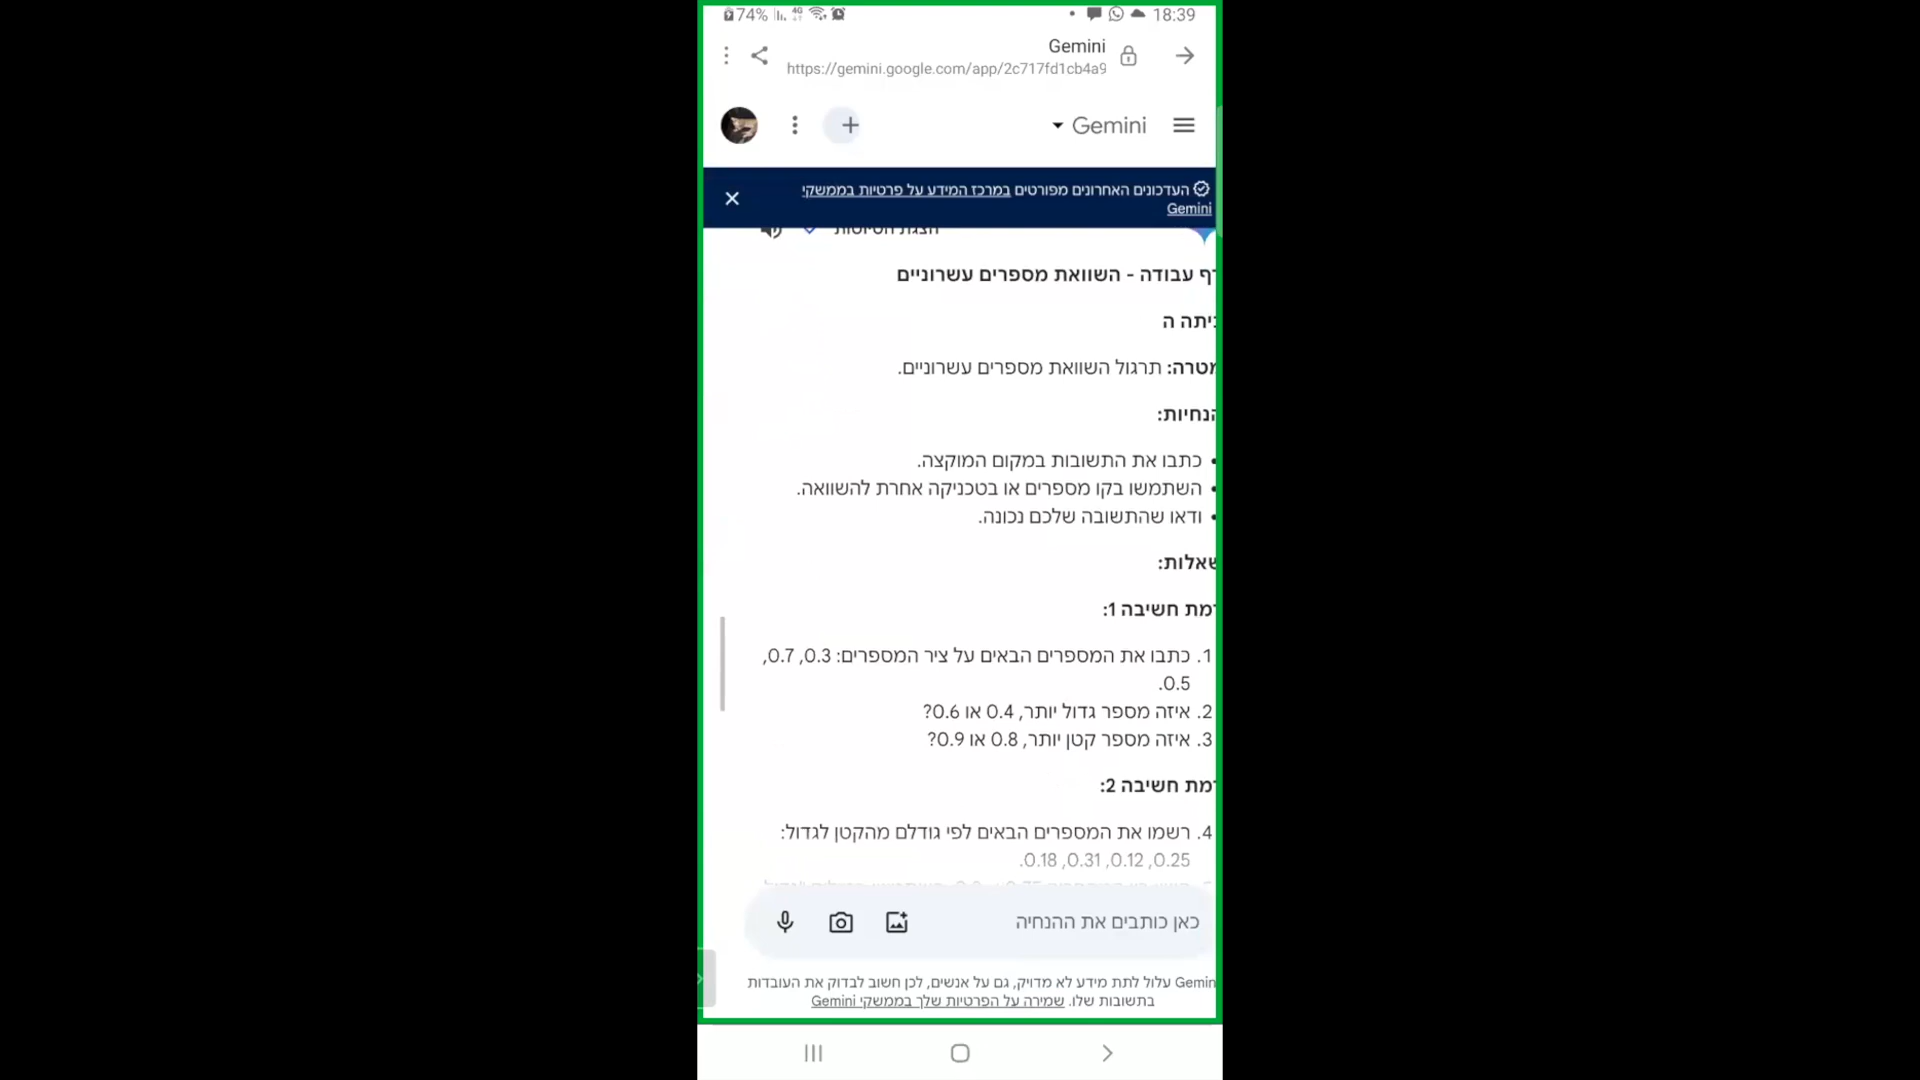 74% 4G 18:39
Gemini
https://gemini.google.com/app/2c717fd1cb4a9
Gemini
העדכונים האחרונים מפורטים במרכז המידע על פרטיות בממשקי
Gemini
הצגת הטיוטות
דף עבודה - השוואת מספרים עשרוניים
כיתה ה
מטרה: תרגול השוואת מספרים עשרוניים.
הנחיות:
• כתבו את התשובות במקום המוקצה.
• השתמשו בקו מספרים או בטכניקה אחרת להשוואה.
• ודאו שהתשובה שלכם נכונה.
שאלות:
רמת חשיבה 1:
1. כתבו את המספרים הבאים על ציר המספרים: 0.3, 0.7,
0.5.
2. איזה מספר גדול יותר, 0.4 או 0.6?
3. איזה מספר קטן יותר, 0.8 או 0.9?
רמת חשיבה 2:
4. רשמו את המספרים הבאים לפי גודלם מהקטן לגדול:
0.25, 0.12, 0.31, 0.18.
כאן כותבים את ההנחיה
Gemini עלול לתת מידע לא מדויק, גם על אנשים, לכן חשוב לבדוק את העובדות
בתשובות שלו. שמירה על הפרטיות שלך בממשקי Gemini